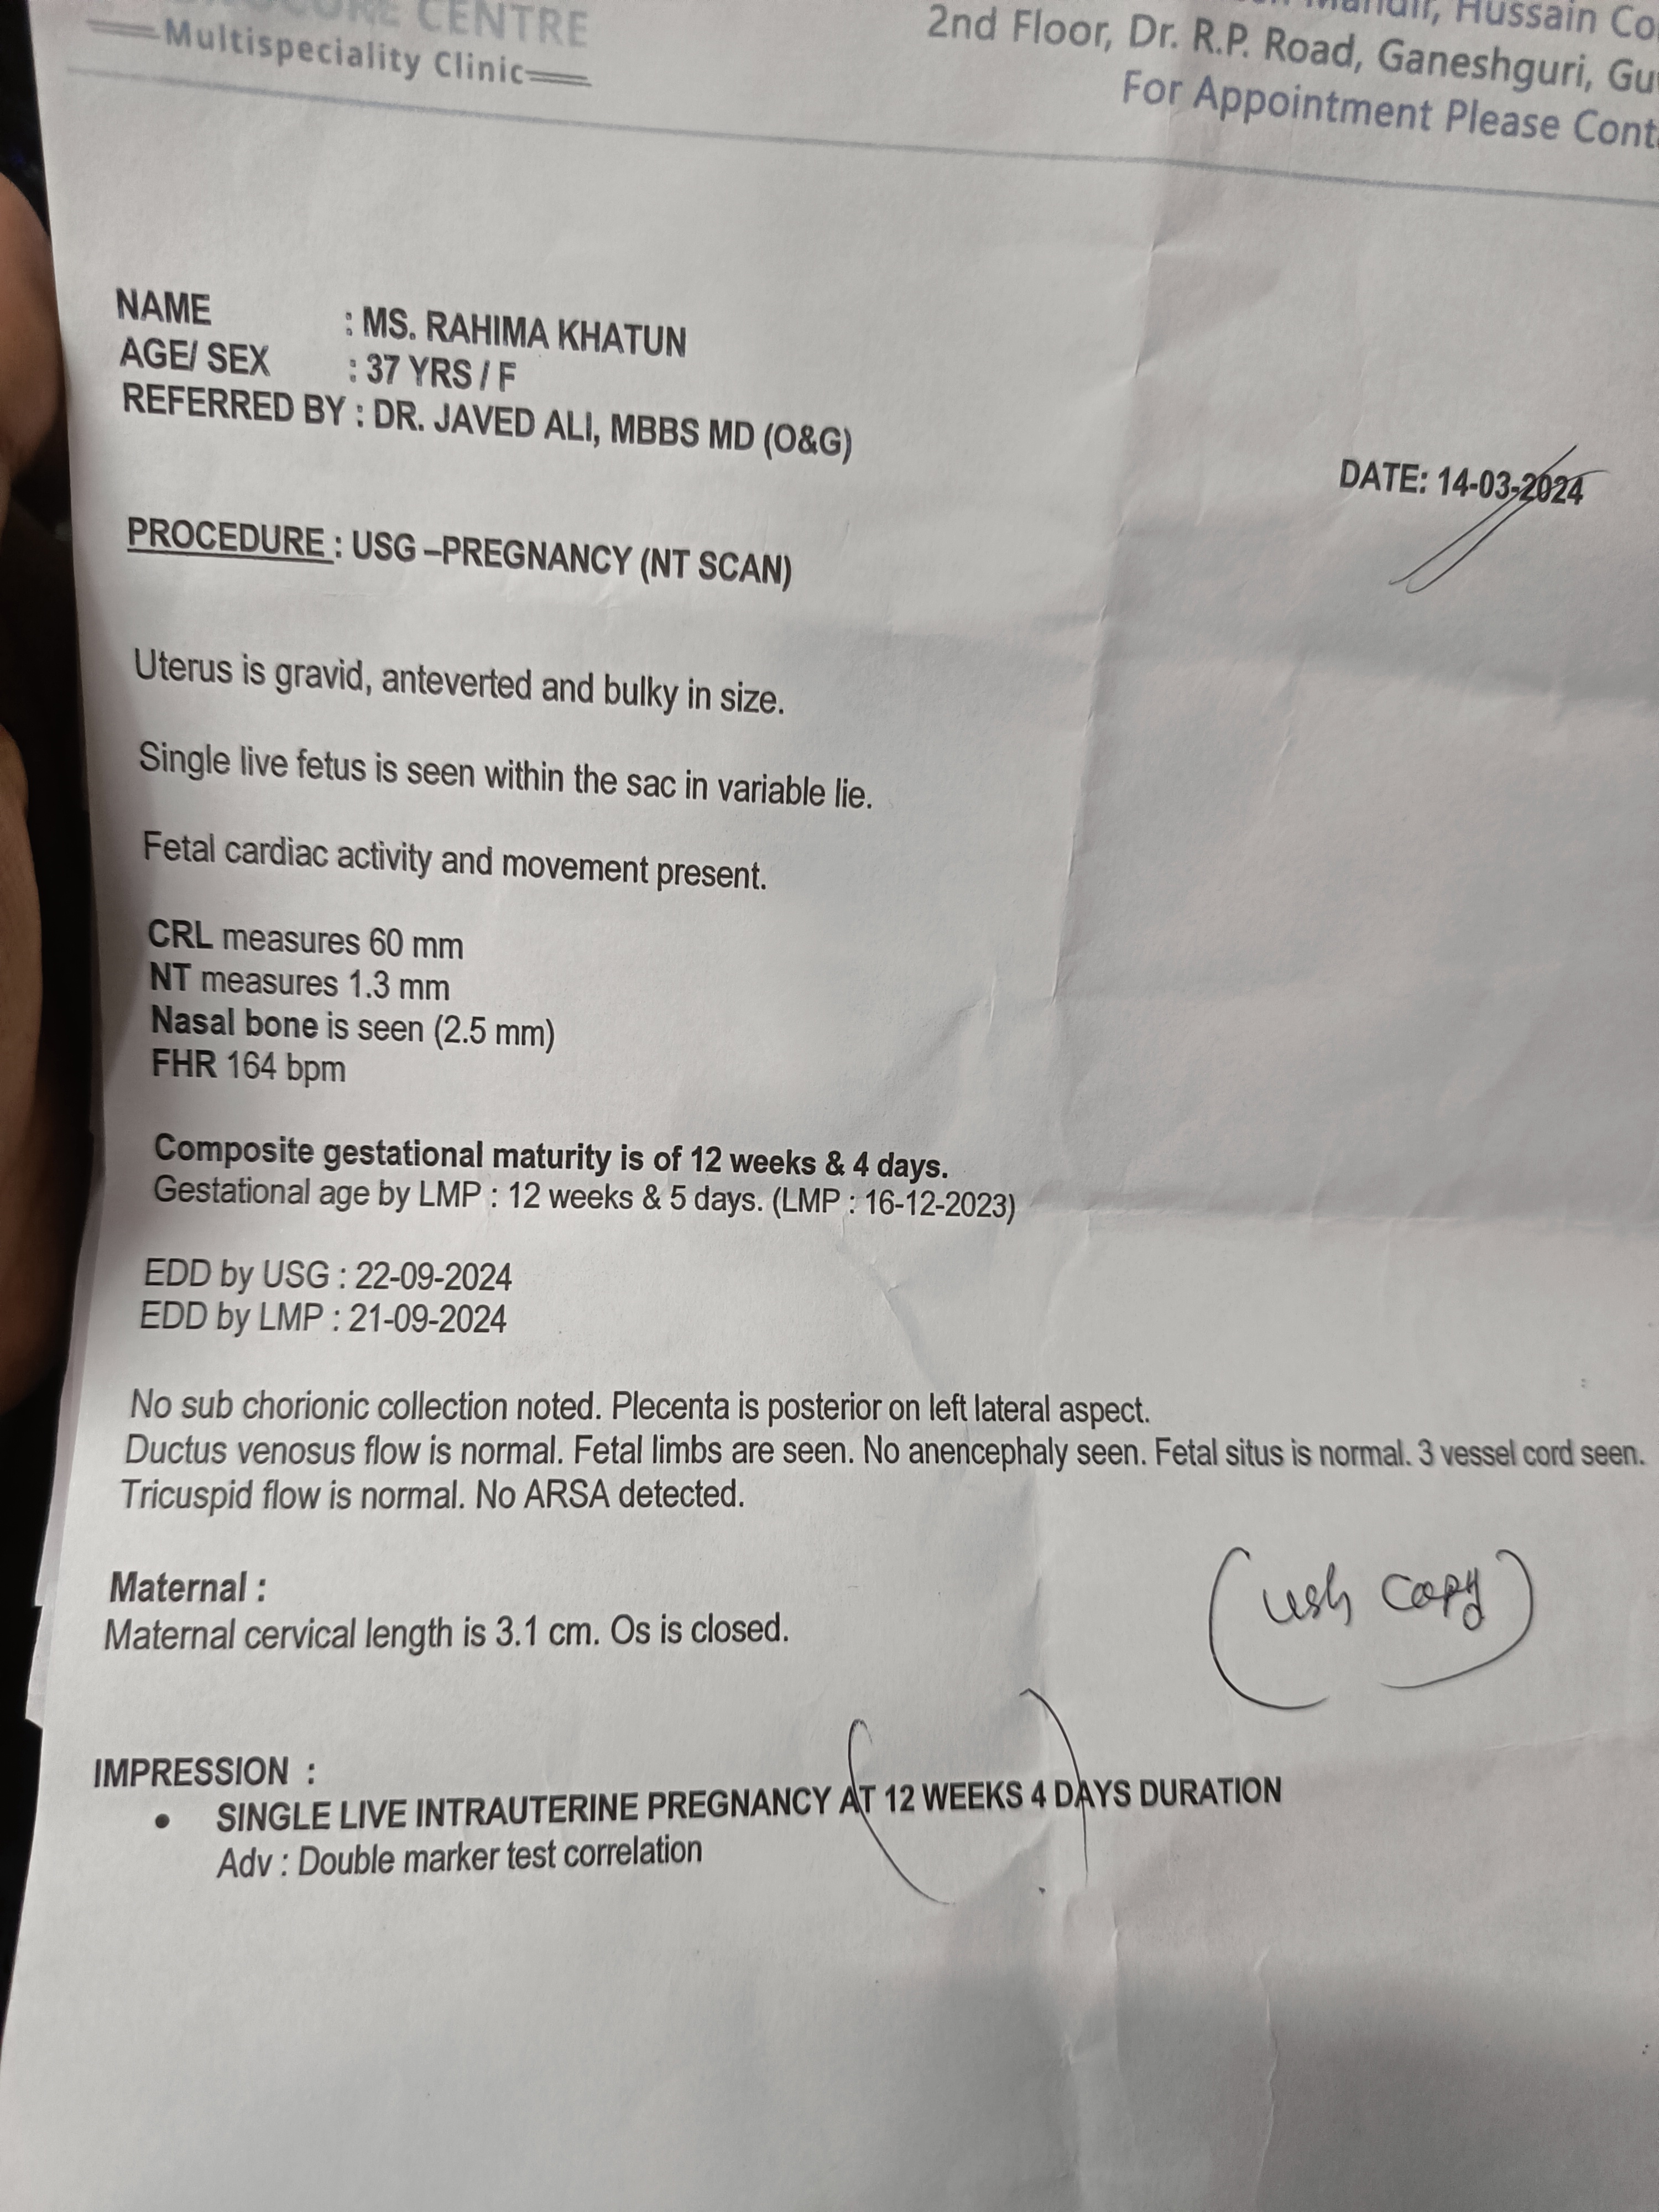 CENTRE
Multispeciality Clinic
Hussain
2nd Floor, Dr. R.P. Road, Ganeshguri,
For Appointment Please
NAME : MS. RAHIMA KHATUN
AGE/ SEX : 37 YRS / F
REFERRED BY : DR. JAVED ALI, MBBS MD (O&G)
DATE: 14-03-2024
PROCEDURE : USG –PREGNANCY (NT SCAN)
Uterus is gravid, anteverted and bulky in size.
Single live fetus is seen within the sac in variable lie.
Fetal cardiac activity and movement present.
CRL measures 60 mm
NT measures 1.3 mm
Nasal bone is seen (2.5 mm)
FHR 164 bpm
Composite gestational maturity is of 12 weeks & 4 days.
Gestational age by LMP : 12 weeks & 5 days. (LMP : 16-12-2023)
EDD by USG : 22-09-2024
EDD by LMP : 21-09-2024
No sub chorionic collection noted. Plecenta is posterior on left lateral aspect.
Ductus venosus flow is normal. Fetal limbs are seen. No anencephaly seen. Fetal situs is normal. 3 vessel cord seen.
Tricuspid flow is normal. No ARSA detected.
Maternal :
Maternal cervical length is 3.1 cm. Os is closed.
(copy)
IMPRESSION :
• SINGLE LIVE INTRAUTERINE PREGNANCY AT 12 WEEKS 4 DAYS DURATION
Adv : Double marker test correlation